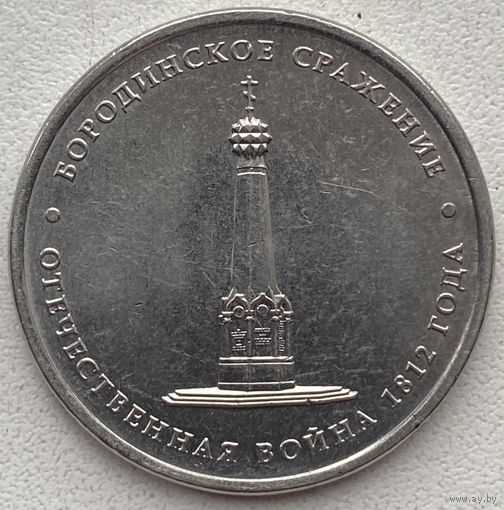 БОРОДИНСКОЕ СРАЖЕНИЕ
• ОТЕЧЕСТВЕННАЯ ВОЙНА 1812 ГОДА •
www.ay.by